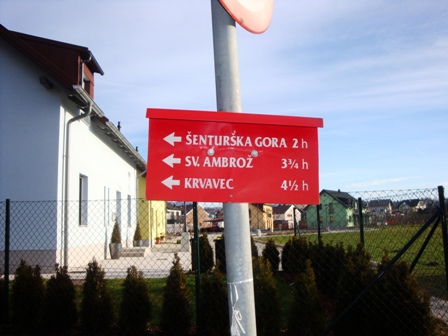 ← ŠENTURŠKA GORA 2 h
← SV. AMBROŽ 3¾ h
← KRVAVEC 4½ h